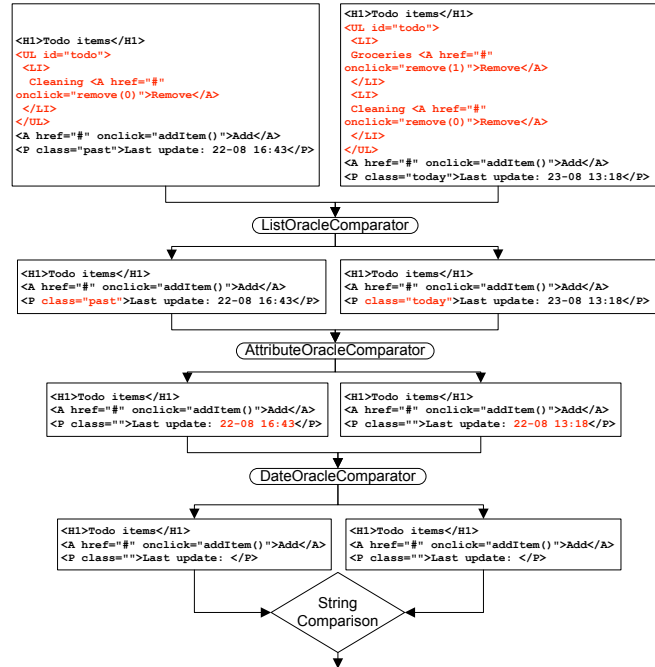 <H1>Todo items</H1>
<UL id="todo">
<LI>
Cleaning <A href="#"
onclick="remove(0)">Remove</A>
</LI>
</UL>
<A href="#" onclick="addItem()">Add</A>
<P class="past">Last update: 22-08 16:43</P>
<H1>Todo items</H1>
<UL id="todo">
<LI>
Groceries <A href="#"
onclick="remove(1)">Remove</A>
</LI>
<LI>
Cleaning <A href="#"
onclick="remove(0)">Remove</A>
</LI>
</UL>
<A href="#" onclick="addItem()">Add</A>
<P class="today">Last update: 23-08 13:18</P>
ListOracleComparator
<H1>Todo items</H1>
<A href="#" onclick="addItem()">Add</A>
<P class="past">Last update: 22-08 16:43</P>
<H1>Todo items</H1>
<A href="#" onclick="addItem()">Add</A>
<P class="today">Last update: 23-08 13:18</P>
AttributeOracleComparator
<H1>Todo items</H1>
<A href="#" onclick="addItem()">Add</A>
<P class="">Last update: 22-08 16:43</P>
<H1>Todo items</H1>
<A href="#" onclick="addItem()">Add</A>
<P class="">Last update: 22-08 13:18</P>
DateOracleComparator
<H1>Todo items</H1>
<A href="#" onclick="addItem()">Add</A>
<P class="">Last update: </P>
<H1>Todo items</H1>
<A href="#" onclick="addItem()">Add</A>
<P class="">Last update: </P>
String
Comparison